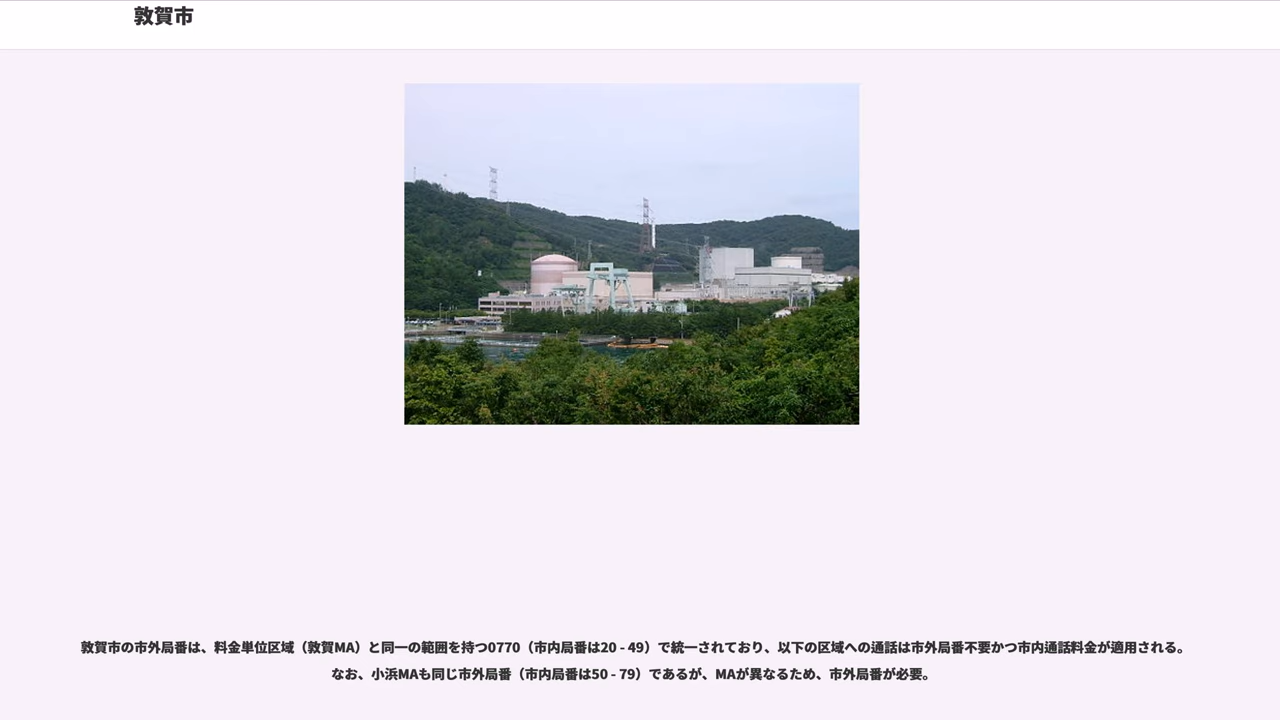 敦賀市
敦賀市の市外局番は、料金単位区域（敦賀MA）と同一の範囲を持つ0770（市内局番は20 - 49）で統一されており、以下の区域への通話は市外局番不要かつ市内通話料金が適用される。
なお、小浜MAも同じ市外局番（市内局番は50 - 79）であるが、MAが異なるため、市外局番が必要。